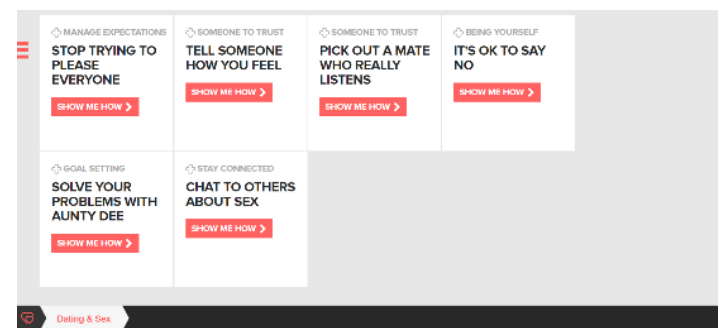 MANAGE EXPECTATIONS
STOP TRYING TO
PLEASE
EVERYONE
SHOW ME HOW
SOMEONE TO TRUST
TELL SOMEONE
HOW YOU FEEL
SHOW ME HOW
SOMEONE TO TRUST
PICK OUT A MATE
WHO REALLY
LISTENS
SHOW ME HOW
BEING YOURSELF
IT'S OK TO SAY
NO
SHOW ME HOW
GOAL SETTING
SOLVE YOUR
PROBLEMS WITH
AUNTY DEE
SHOW ME HOW
STAY CONNECTED
CHAT TO OTHERS
ABOUT SEX
SHOW ME HOW
Dating & Sex